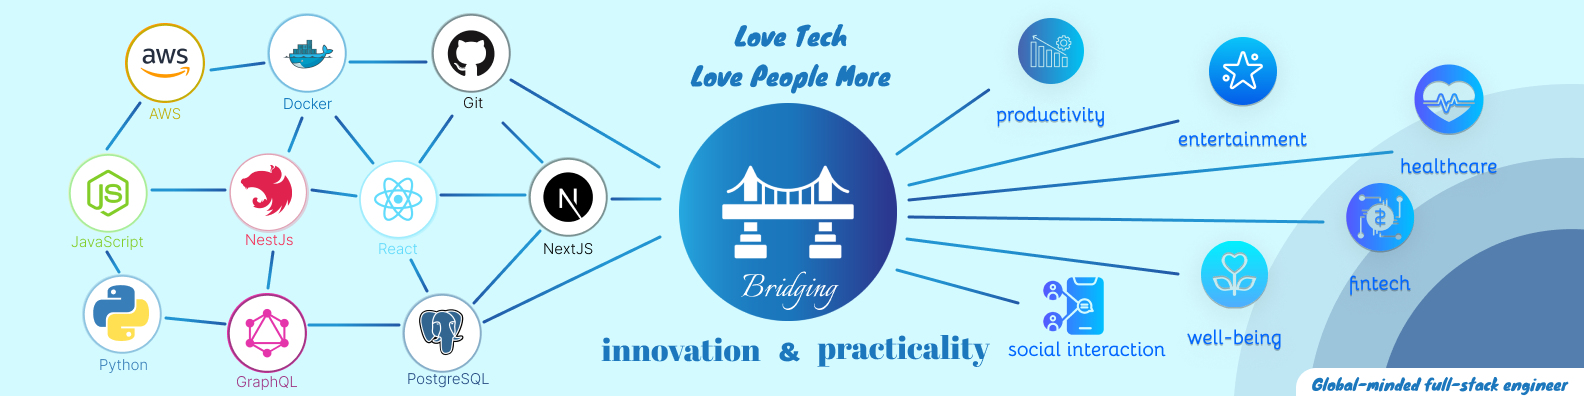 aws
AWS
Docker
Git
JS
JavaScript
NestJs
React
N
NextJS
Python
GraphQL
PostgreSQL
Love Tech
Love People More
Bridging
innovation & practicality
productivity
entertainment
healthcare
fintech
well-being
social interaction
Global-minded full-stack engineer